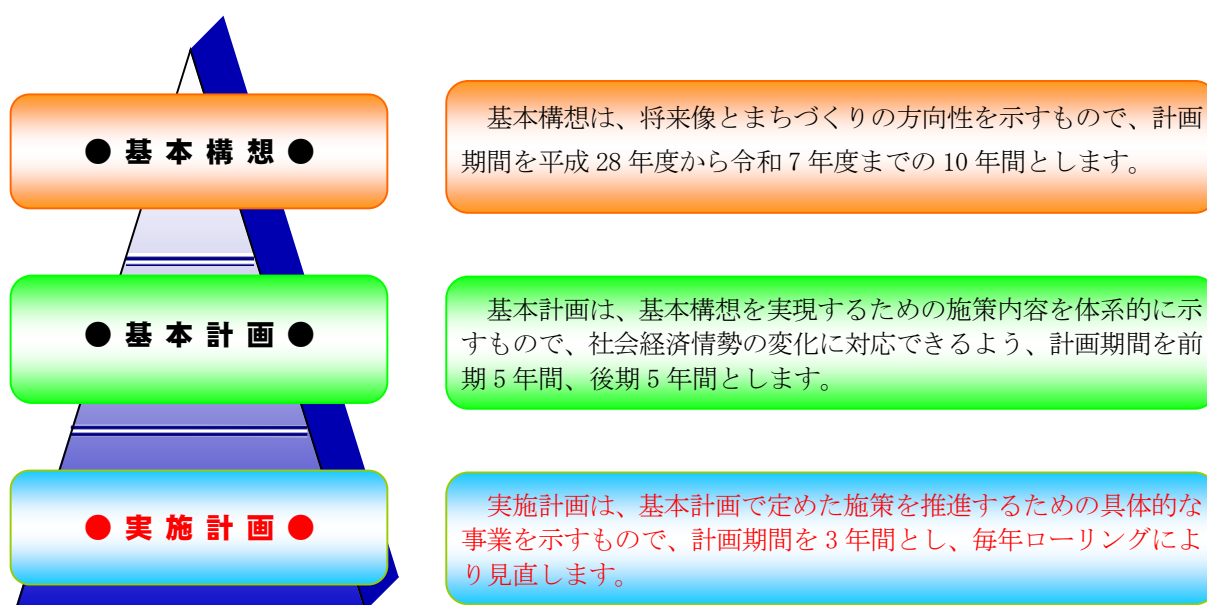 ●基本構想●
基本構想は、将来像とまちづくりの方向性を示すもので、計画
期間を平成 28 年度から令和 7 年度までの 10 年間とします。
●基本計画●
基本計画は、基本構想を実現するための施策内容を体系的に示
すもので、社会経済情勢の変化に対応できるよう、計画期間を前
期 5 年間、後期 5 年間とします。
●実施計画●
実施計画は、基本計画で定めた施策を推進するための具体的な
事業を示すもので、計画期間を 3 年間とし、毎年ローリングによ
り見直します。